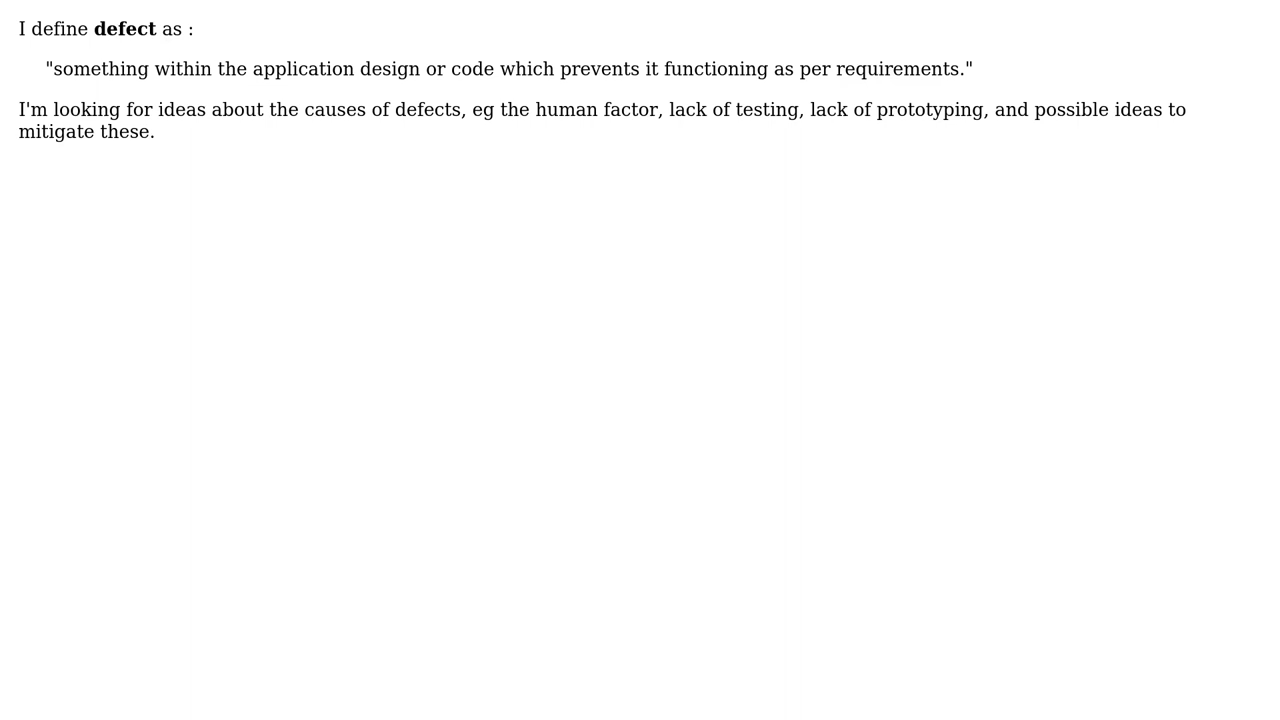 I define defect as :
"something within the application design or code which prevents it functioning as per requirements."
I'm looking for ideas about the causes of defects, eg the human factor, lack of testing, lack of prototyping, and possible ideas to
mitigate these.